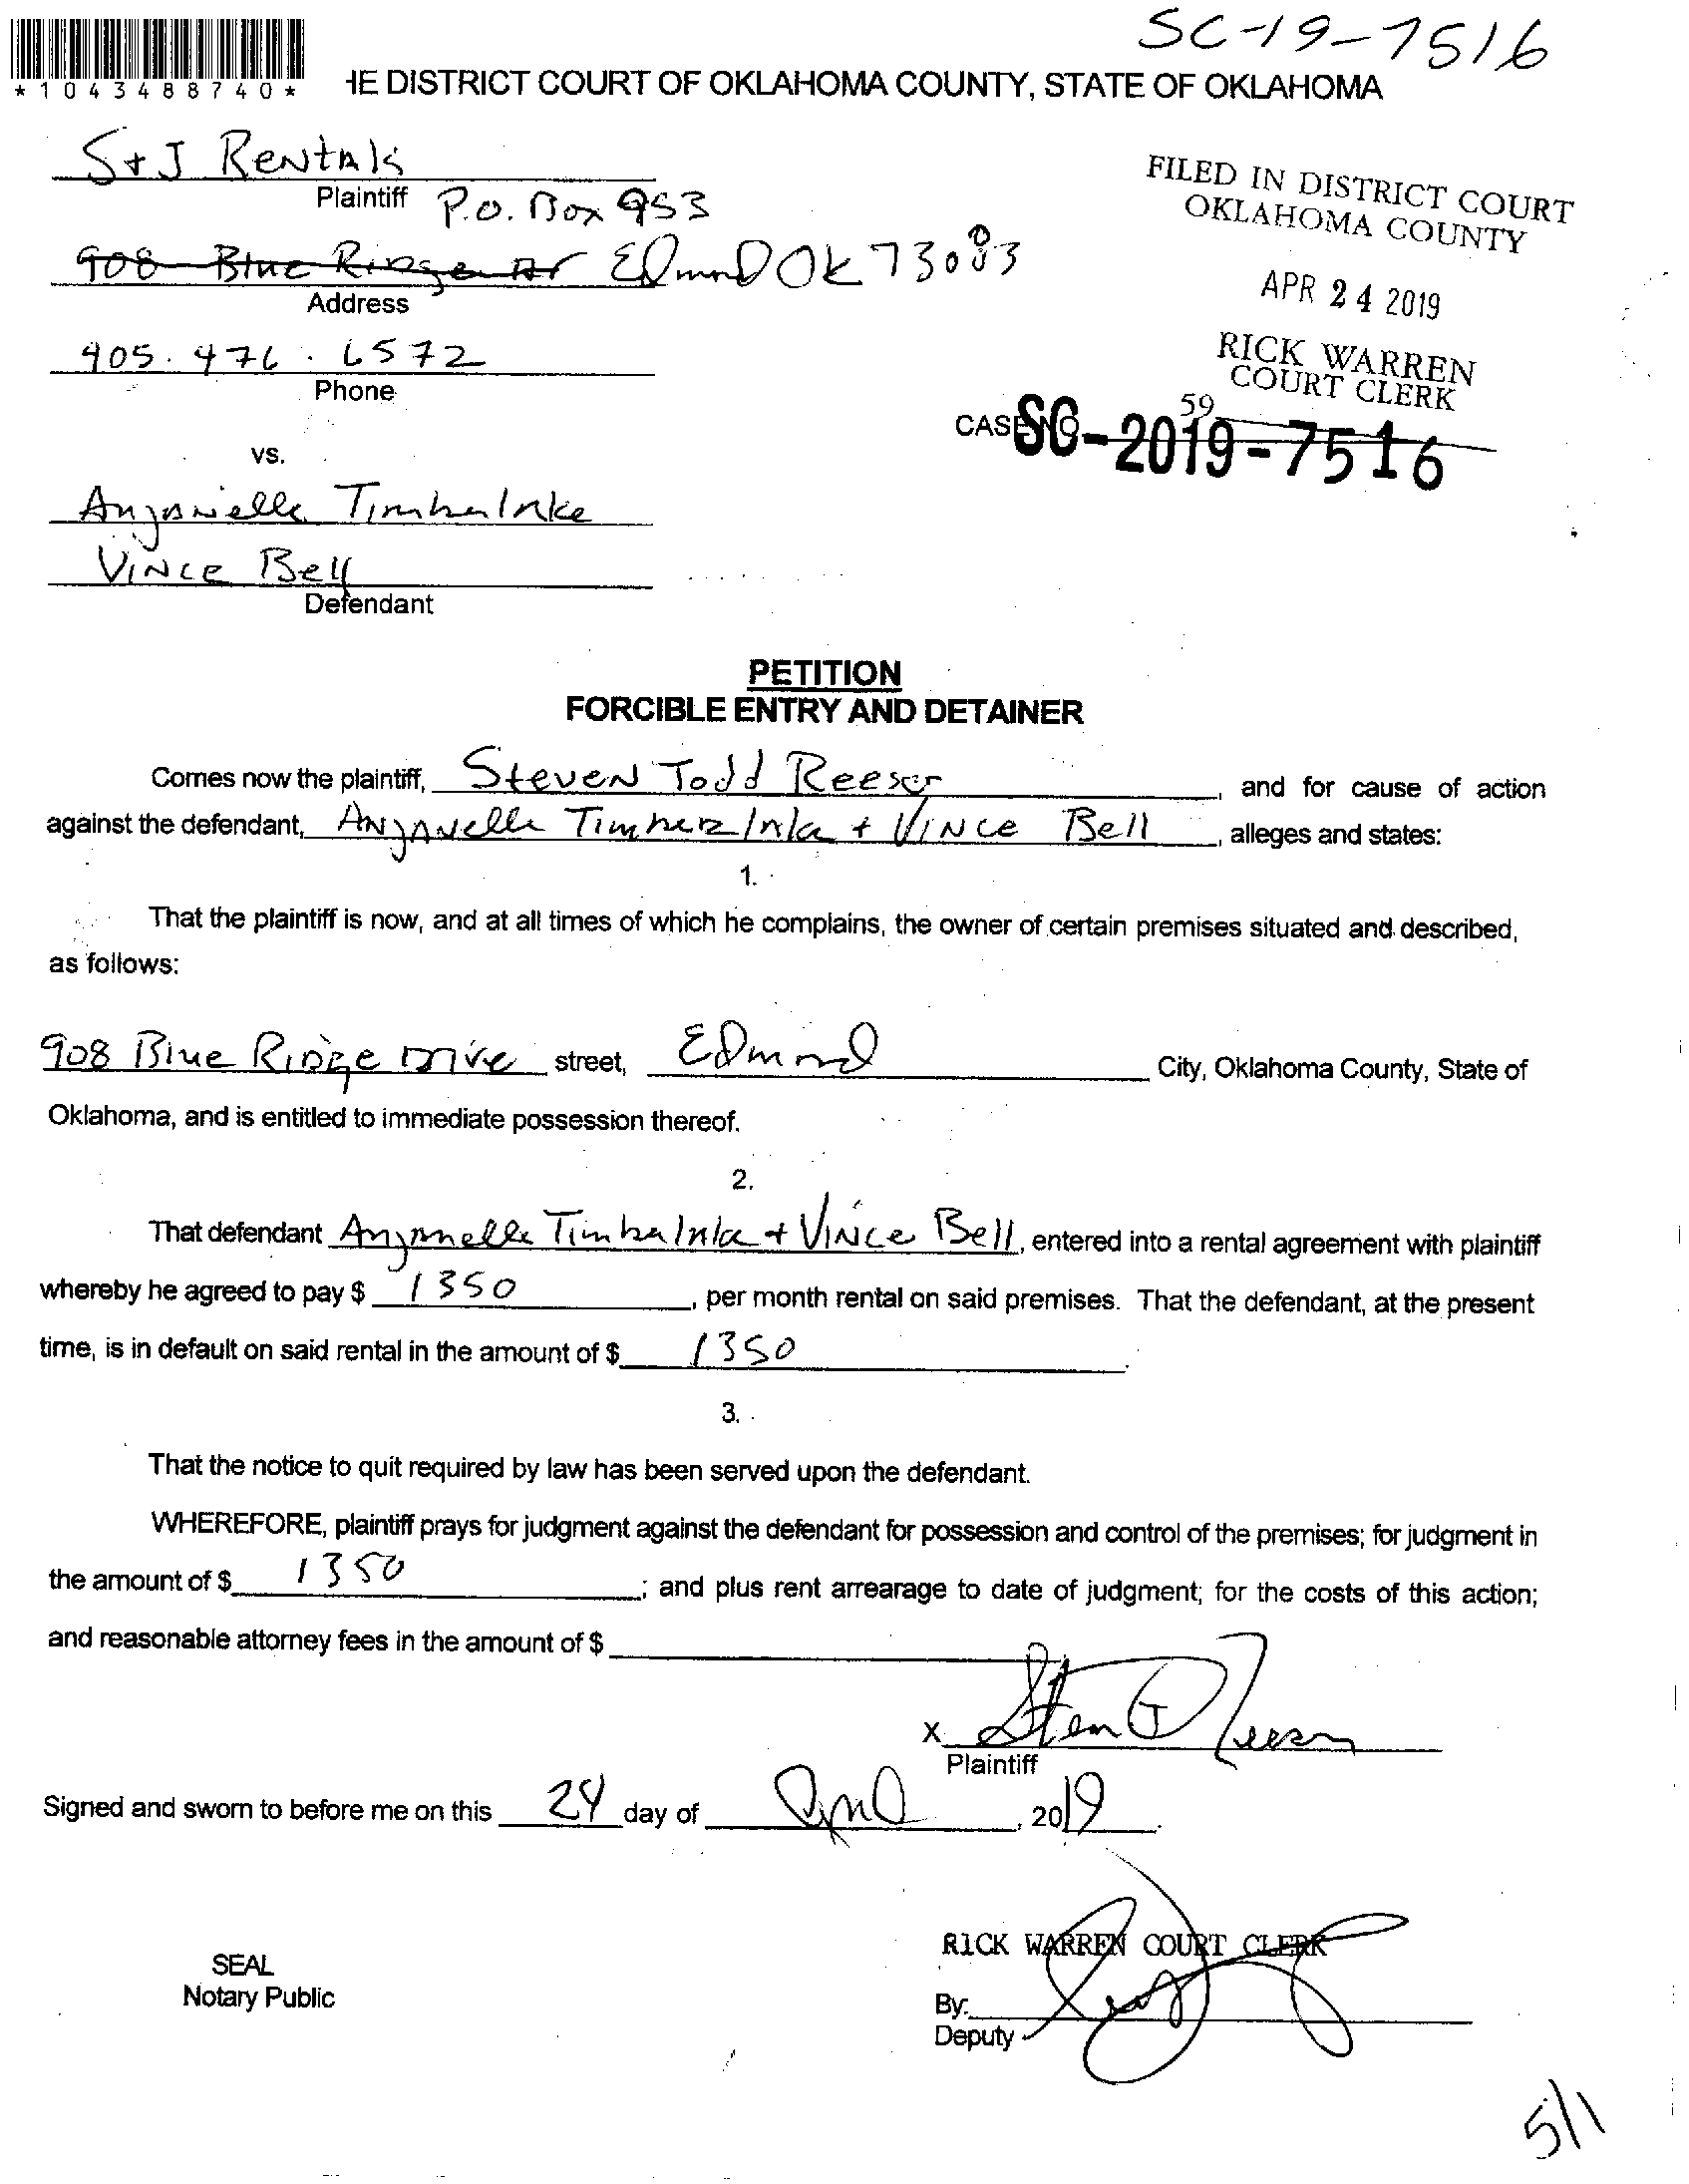 SC-19-7516
*1043488740*
HE DISTRICT COURT OF OKLAHOMA COUNTY, STATE OF OKLAHOMA
S+J Rentals
Plaintiff
P.O. Box 953
908 Blue Ridge Dr Edmond Ok 73083
Address
405.476.6572
Phone
FILED IN DISTRICT COURT
OKLAHOMA COUNTY
APR 24 2019
RICK WARREN
COURT CLERK
59
CASE NO
SC-2019-7516
vs.
Anjanielle Timberlake
Vince Bell
Defendant
PETITION
FORCIBLE ENTRY AND DETAINER
Comes now the plaintiff, Steven Todd Reeser, and for cause of action
against the defendant, Anjanelle Timberlake + Vince Bell, alleges and states:
1.
That the plaintiff is now, and at all times of which he complains, the owner of certain premises situated and described,
as follows:
908 Blue Ridge Drive street, Edmond City, Oklahoma County, State of
Oklahoma, and is entitled to immediate possession thereof.
2.
That defendant Anjanelle Timberlake + Vince Bell, entered into a rental agreement with plaintiff
whereby he agreed to pay $ 1350, per month rental on said premises. That the defendant, at the present
time, is in default on said rental in the amount of $ 1350.
3.
That the notice to quit required by law has been served upon the defendant.
WHEREFORE, plaintiff prays for judgment against the defendant for possession and control of the premises; for judgment in
the amount of $ 1350; and plus rent arrearage to date of judgment; for the costs of this action;
and reasonable attorney fees in the amount of $
X Steven T Reeser
Plaintiff
Signed and sworn to before me on this 24 day of April, 2019.
SEAL
Notary Public
RICK WARREN COURT CLERK
By:
Deputy
5/1